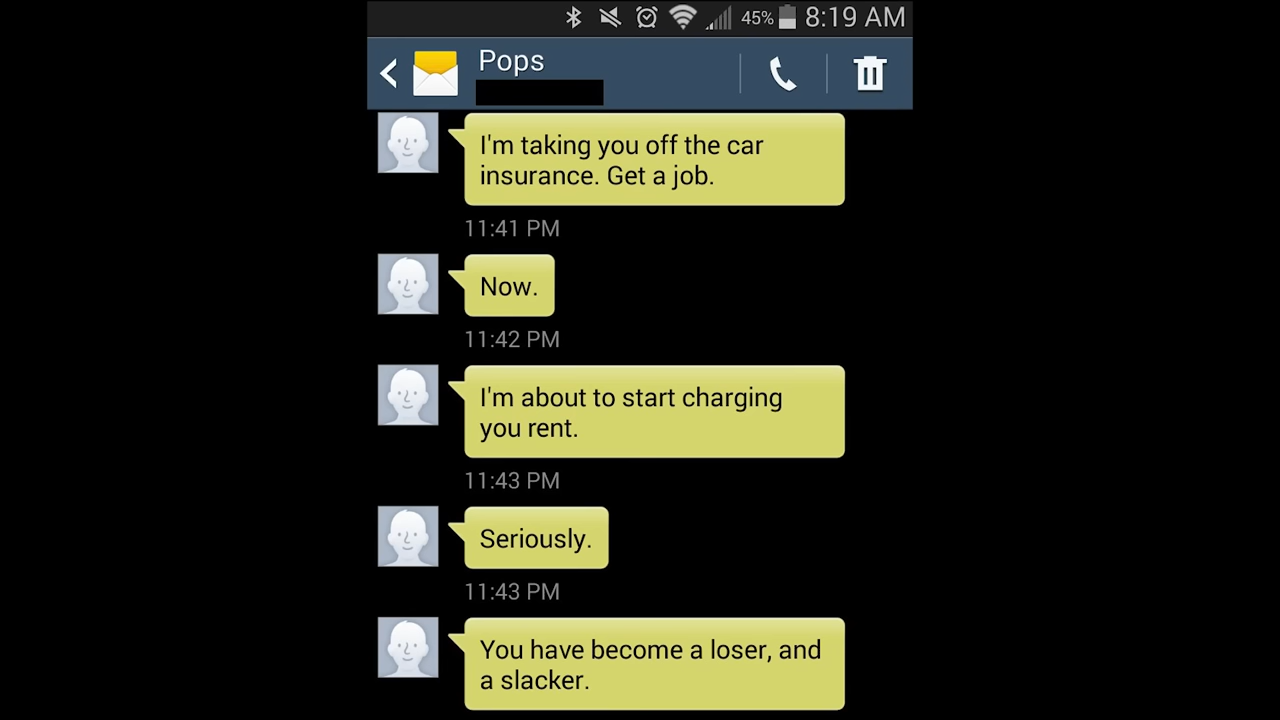 45% 8:19 AM
Pops
I'm taking you off the car
insurance. Get a job.
11:41 PM
Now.
11:42 PM
I'm about to start charging
you rent.
11:43 PM
Seriously.
11:43 PM
You have become a loser, and
a slacker.